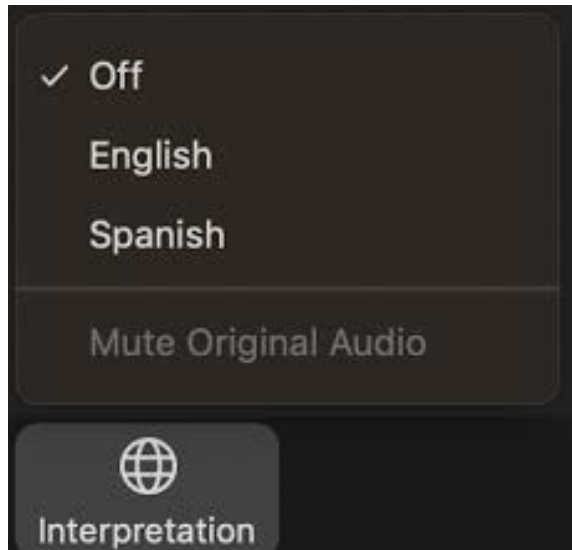 Off
English
Spanish
Mute Original Audio
Interpretation